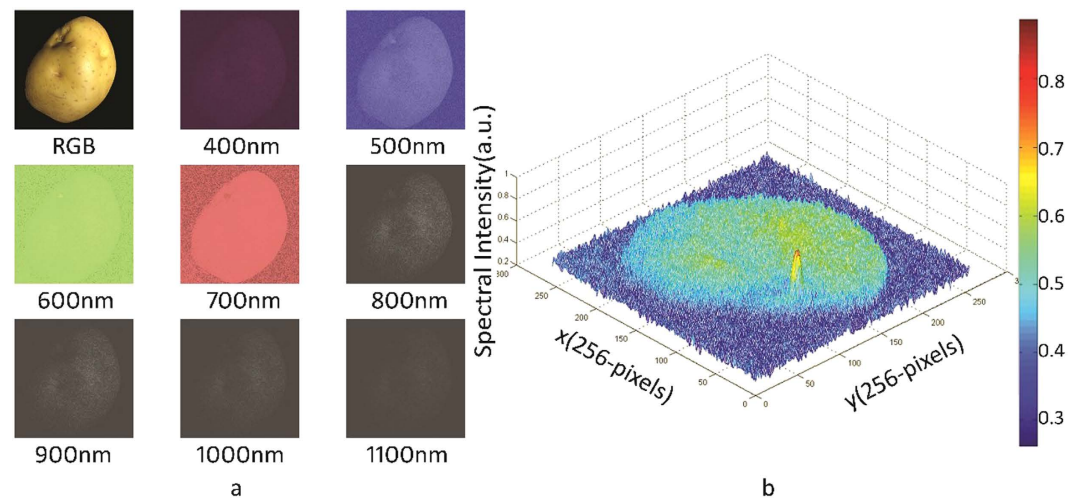 RGB
400nm
500nm
600nm
700nm
800nm
900nm
1000nm
1100nm
a
Spectral Intensity(a.u.)
1
0.8
0.6
0.4
0.2
300
250
200
150
100
50
0
x(256-pixels)
0
50
100
150
200
250
y(256-pixels)
0.8
0.7
0.6
0.5
0.4
0.3
b